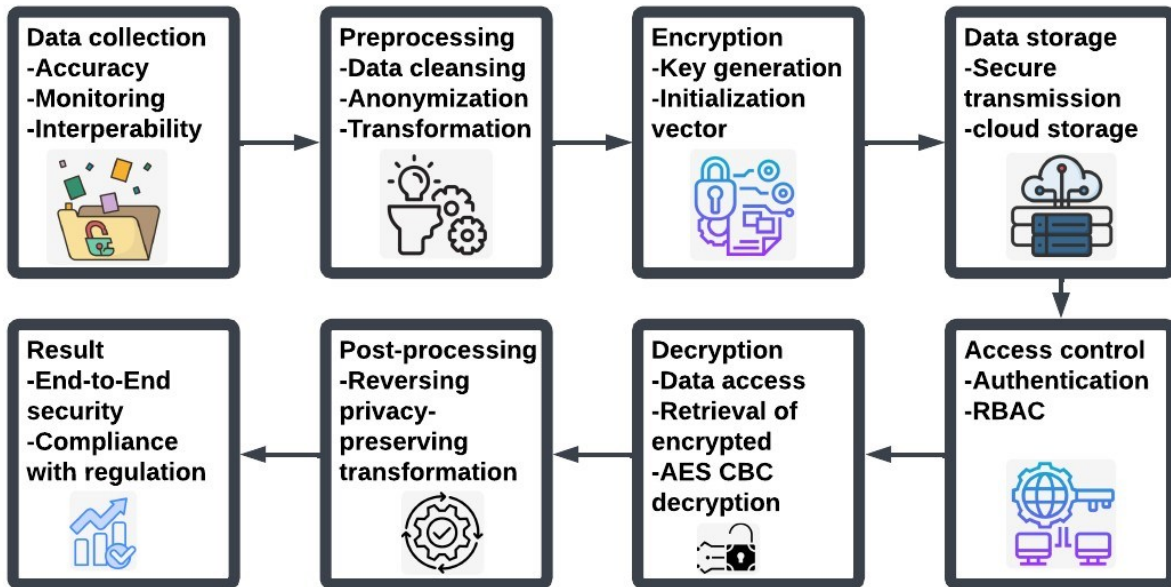 Data collection
-Accuracy
-Monitoring
-Interperability
Preprocessing
-Data cleansing
-Anonymization
-Transformation
Encryption
-Key generation
-Initialization
vector
Data storage
-Secure
transmission
-cloud storage
Access control
-Authentication
-RBAC
Decryption
-Data access
-Retrieval of
encrypted
-AES CBC
decryption
Post-processing
-Reversing
privacy-
preserving
transformation
Result
-End-to-End
security
-Compliance
with regulation